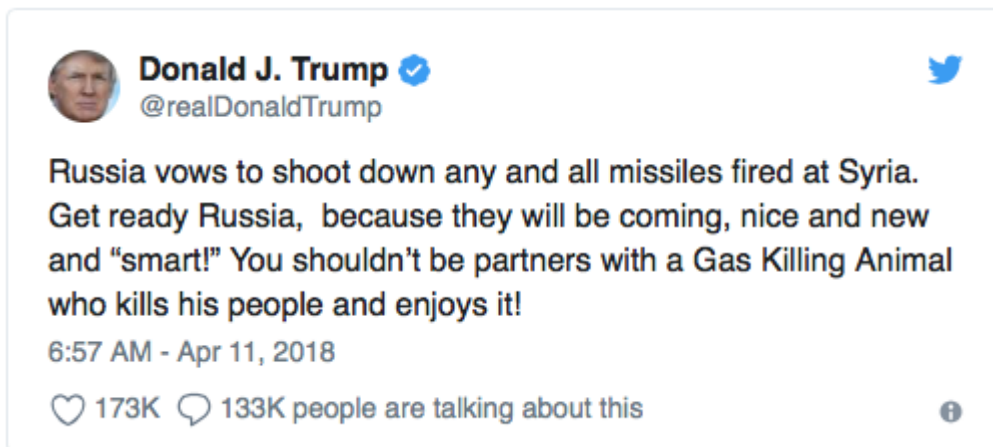 Donald J. Trump
@realDonaldTrump
Russia vows to shoot down any and all missiles fired at Syria.
Get ready Russia,  because they will be coming, nice and new
and “smart!” You shouldn’t be partners with a Gas Killing Animal
who kills his people and enjoys it!
6:57 AM - Apr 11, 2018
173K 133K people are talking about this